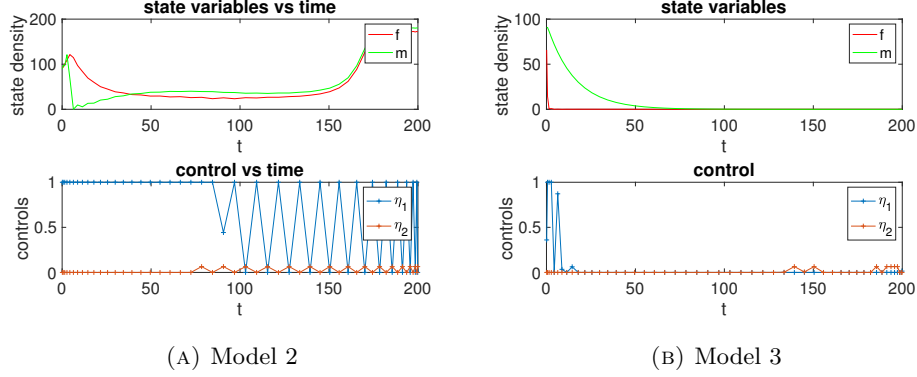 state variables vs time
state density
200
100
0
0 50 100 150 200
t
f
m
control vs time
controls
1
0.5
0
0 50 100 150 200
t
η1
η2
(A) Model 2
state variables
state density
100
50
0
0 50 100 150 200
t
f
m
control
controls
1
0.5
0
0 50 100 150 200
t
η1
η2
(B) Model 3